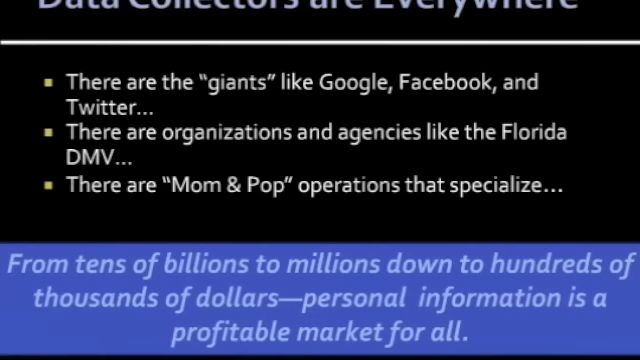 Data Collectors are Everywhere
There are the “giants” like Google, Facebook, and
Twitter...
There are organizations and agencies like the Florida
DMV...
There are “Mom & Pop” operations that specialize...
From tens of billions to millions down to hundreds of
thousands of dollars—personal information is a
profitable market for all.